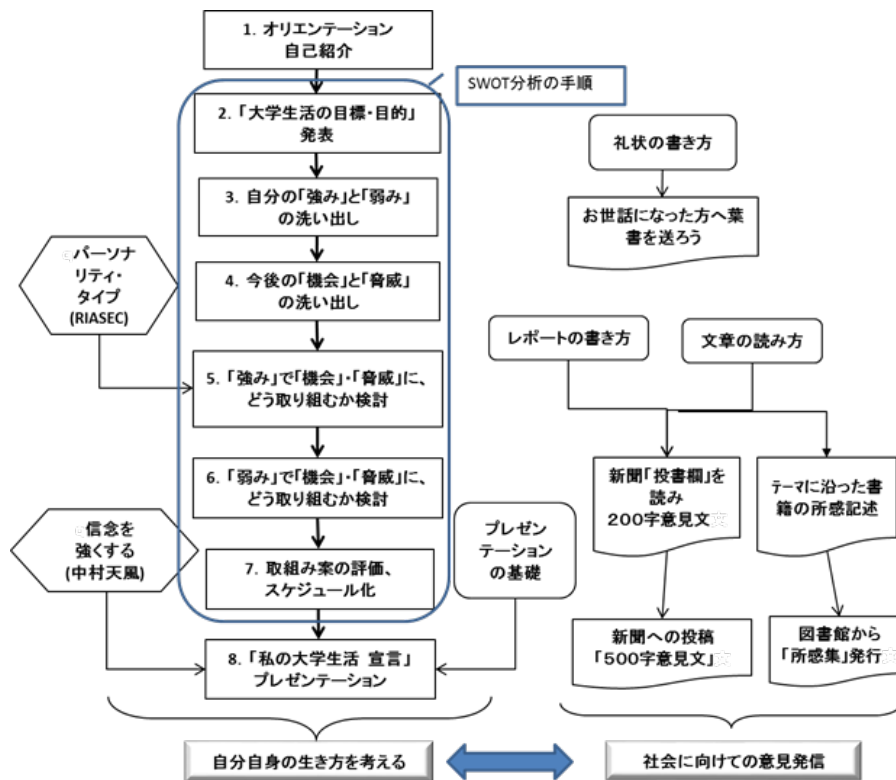 1. オリエンテーション
自己紹介
SWOT分析の手順
2. 「大学生活の目標・目的」
発表
3. 自分の「強み」と「弱み」
の洗い出し
4. 今後の「機会」と「脅威」
の洗い出し
パーソナ
リティ・
タイプ
(RIASEC)
5. 「強み」で「機会」・「脅威」に、
どう取り組むか検討
6. 「弱み」で「機会」・「脅威」に、
どう取り組むか検討
信念を
強くする
(中村天風)
7. 取組み案の評価、
スケジュール化
プレゼン
テーション
の基礎
8. 「私の大学生活 宣言」
プレゼンテーション
自分自身の生き方を考える
礼状の書き方
お世話になった方へ葉
書を送ろう
レポートの書き方
文章の読み方
新聞「投書欄」を
読み
200字意見文
テーマに沿った書
籍の所感記述
新聞への投稿
「500字意見文」
図書館から
「所感集」発行
社会に向けての意見発信